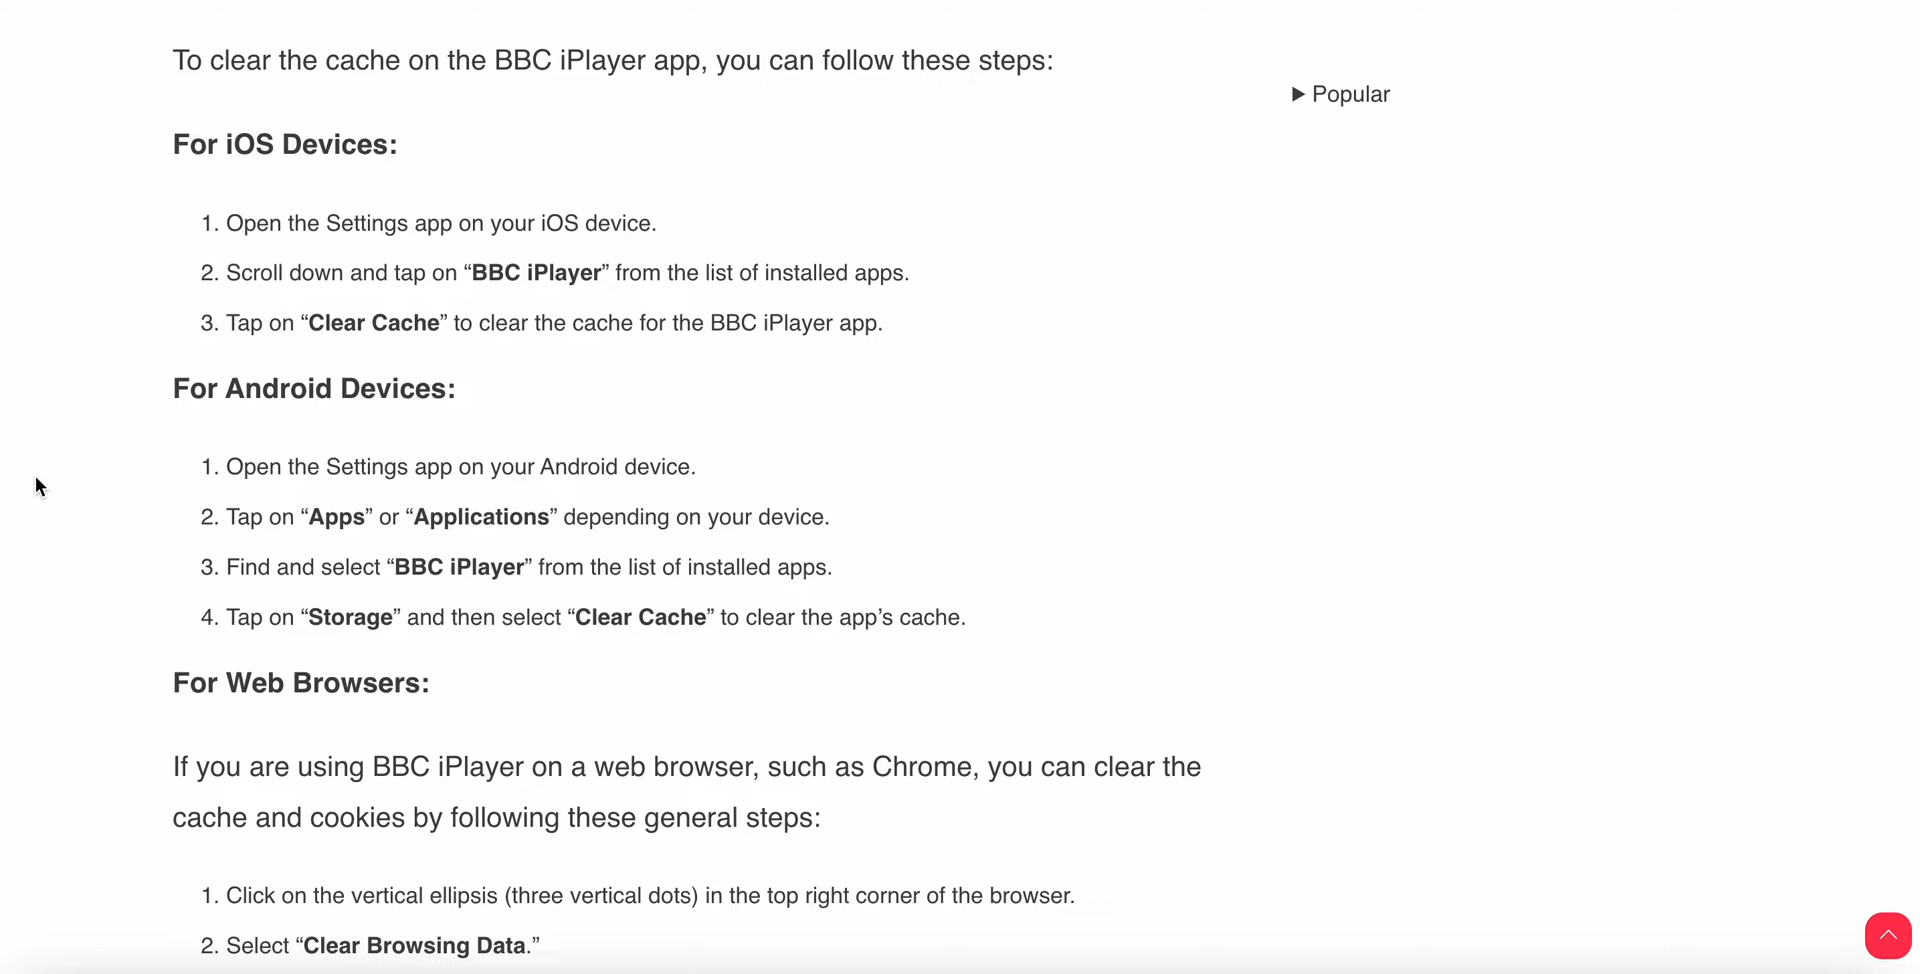 To clear the cache on the BBC iPlayer app, you can follow these steps:
▶ Popular
For iOS Devices:
1. Open the Settings app on your iOS device.
2. Scroll down and tap on “BBC iPlayer” from the list of installed apps.
3. Tap on “Clear Cache” to clear the cache for the BBC iPlayer app.
For Android Devices:
1. Open the Settings app on your Android device.
2. Tap on “Apps” or “Applications” depending on your device.
3. Find and select “BBC iPlayer” from the list of installed apps.
4. Tap on “Storage” and then select “Clear Cache” to clear the app’s cache.
For Web Browsers:
If you are using BBC iPlayer on a web browser, such as Chrome, you can clear the
cache and cookies by following these general steps:
1. Click on the vertical ellipsis (three vertical dots) in the top right corner of the browser.
2. Select “Clear Browsing Data.”